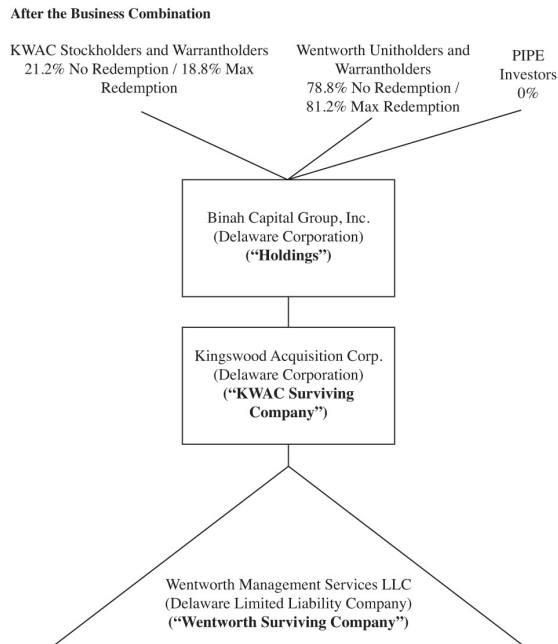 After the Business Combination
KWAC Stockholders and Warrantholders
21.2% No Redemption / 18.8% Max
Redemption
Wentworth Unitholders and
Warrantholders
78.8% No Redemption /
81.2% Max Redemption
PIPE
Investors
0%
Binah Capital Group, Inc.
(Delaware Corporation)
(“Holdings”)
Kingswood Acquisition Corp.
(Delaware Corporation)
(“KWAC Surviving
Company”)
Wentworth Management Services LLC
(Delaware Limited Liability Company)
(“Wentworth Surviving Company”)